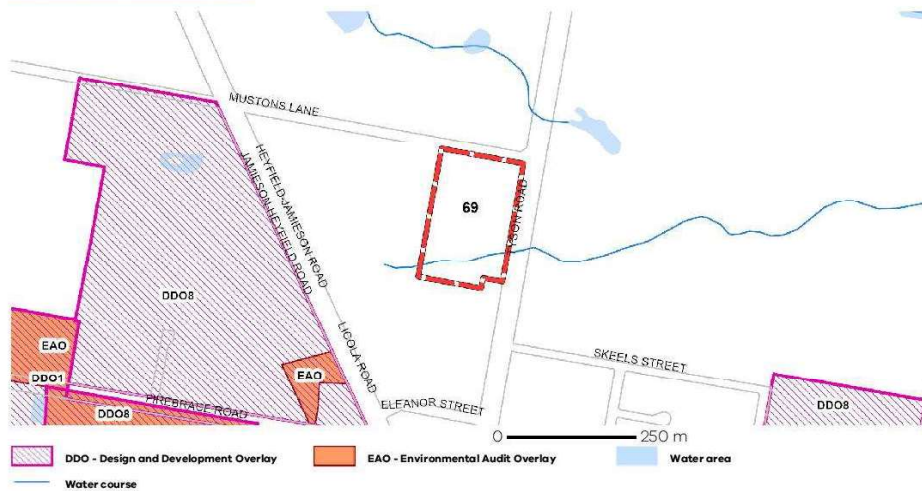 MUSTONS LANE
HEYFIELD-JAMIESON ROAD
JAMIESON-HEYFIELD ROAD
69
TYSON ROAD
DDO8
LICOLA ROAD
EAO
EAO
SKEELS STREET
DDO1
FIREBRACE ROAD
DDO8
ELEANOR STREET
DDO8
0 250 m
DDO - Design and Development Overlay
EAO - Environmental Audit Overlay
Water area
Water course